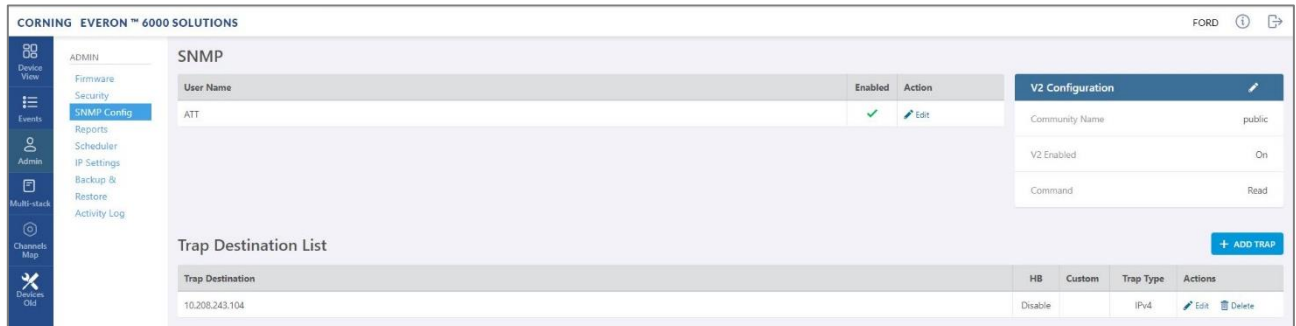 CORNING EVERON ™ 6000 SOLUTIONS
FORD
Device
View
Events
Admin
Multi-stack
Channels
Map
Devices
Old
ADMIN
Firmware
Security
SNMP Config
Reports
Scheduler
IP Settings
Backup &
Restore
Activity Log
SNMP
User Name Enabled Action
ATT Edit
V2 Configuration
Community Name public
V2 Enabled On
Command Read
Trap Destination List
+ ADD TRAP
Trap Destination HB Custom Trap Type Actions
10.208.243.104 Disable IPv4 Edit Delete